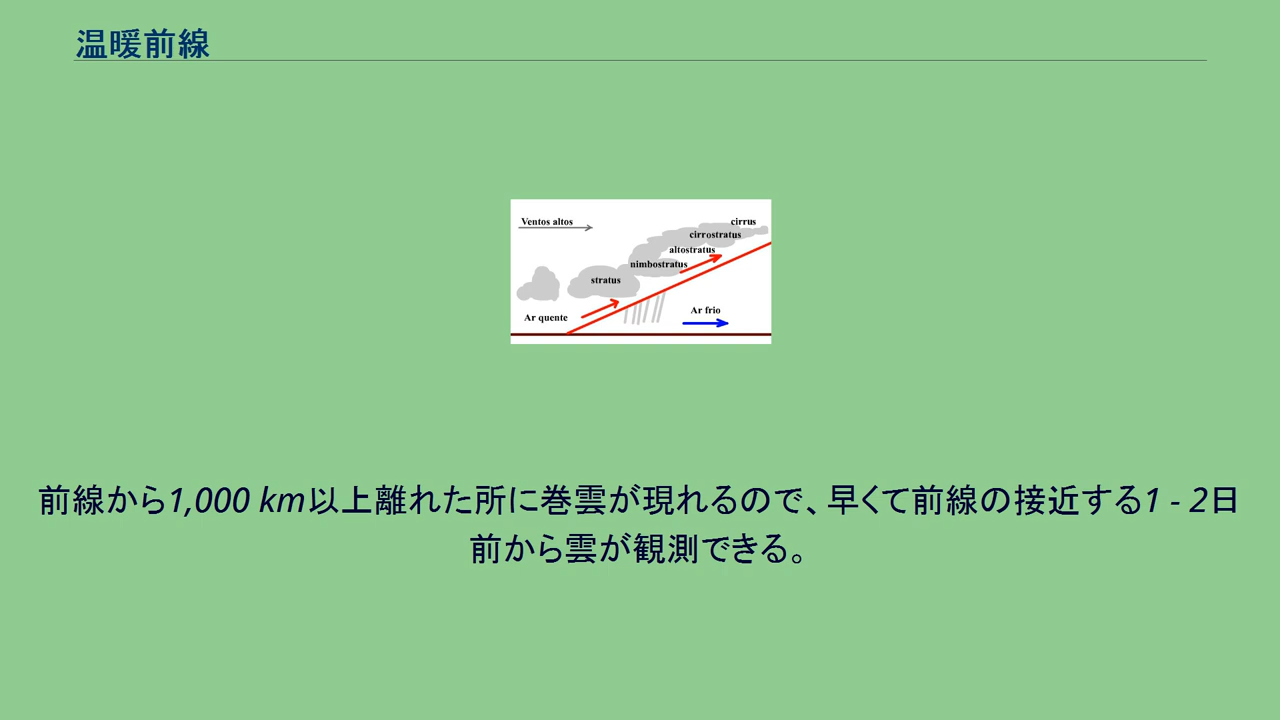 温暖前線
Ventos altos
cirrus
cirrostratus
altostratus
nimbostratus
stratus
Ar quente
Ar frio
前線から1,000 km以上離れた所に巻雲が現れるので、早くて前線の接近する1 - 2日
前から雲が観測できる。